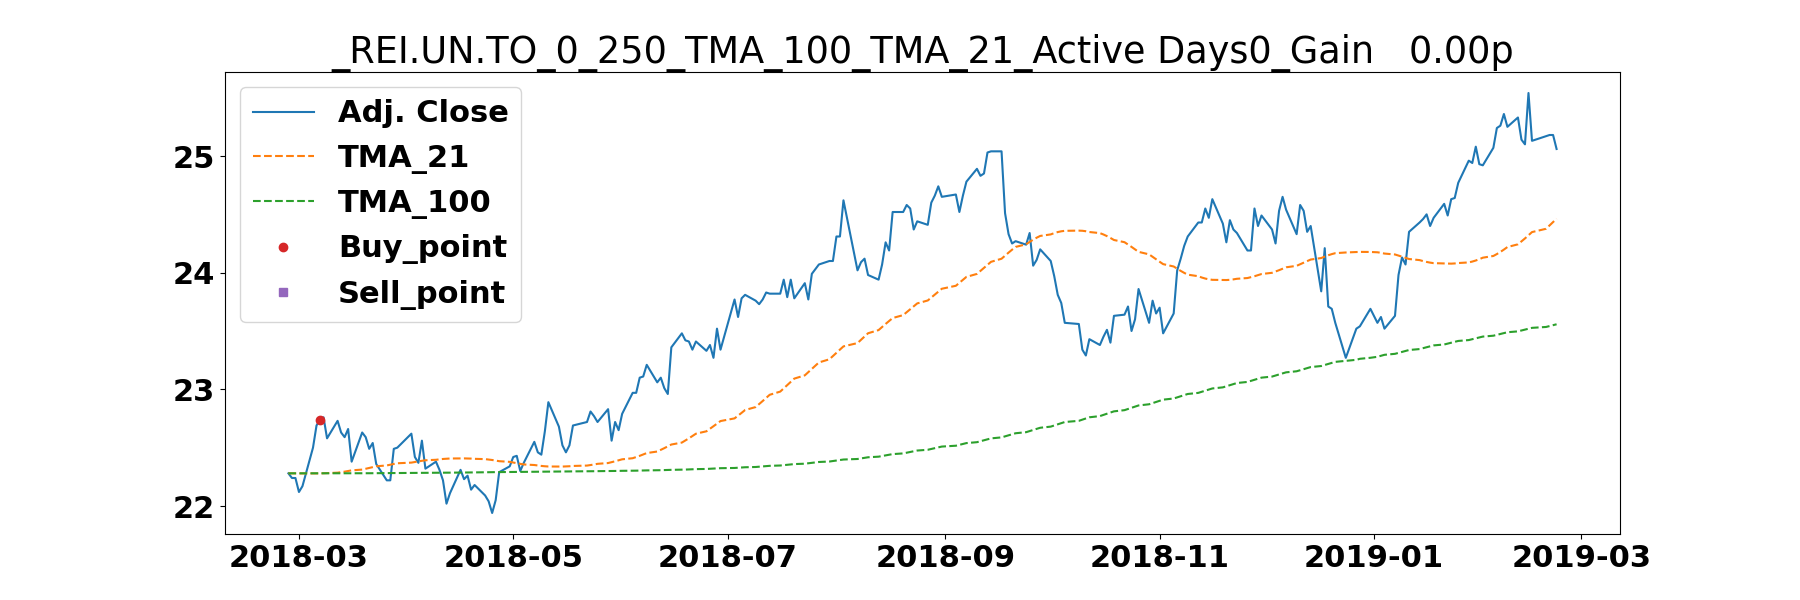 _REI.UN.TO_0_250_TMA_100_TMA_21_Active Days0_Gain   0.00p
Adj. Close
TMA_21
TMA_100
Buy_point
Sell_point
25
24
23
22
2018-03 2018-05 2018-07 2018-09 2018-11 2019-01 2019-03